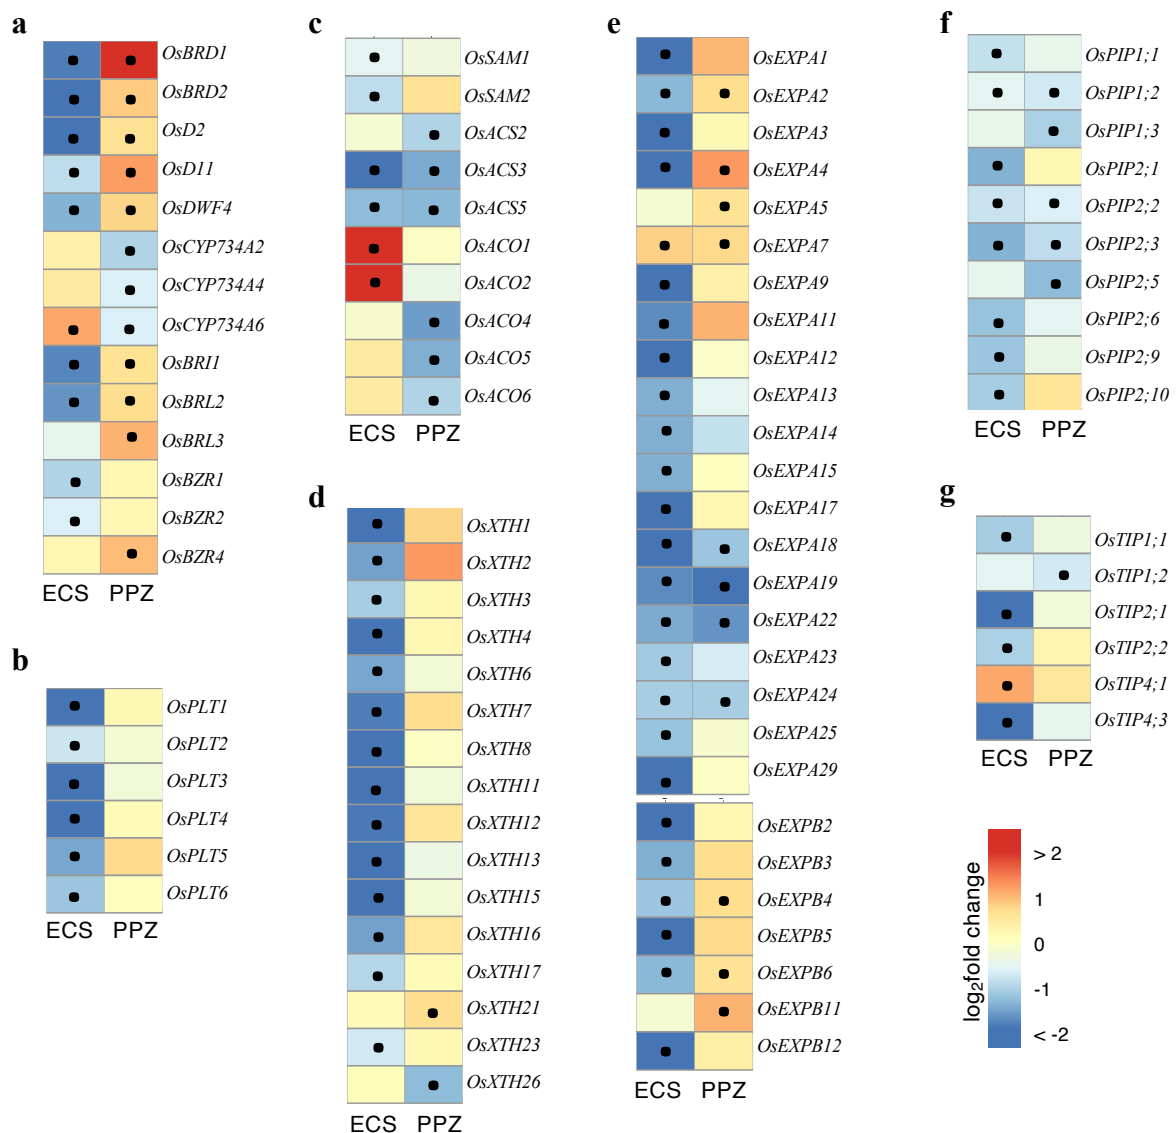 a
OsBRD1
OsBRD2
OsD2
OsD11
OsDWF4
OsCYP734A2
OsCYP734A4
OsCYP734A6
OsBRI1
OsBRL2
OsBRL3
OsBZR1
OsBZR2
OsBZR4
ECS PPZ
b
OsPLT1
OsPLT2
OsPLT3
OsPLT4
OsPLT5
OsPLT6
ECS PPZ
c
OsSAM1
OsSAM2
OsACS2
OsACS3
OsACS5
OsACO1
OsACO2
OsACO4
OsACO5
OsACO6
ECS PPZ
d
OsXTH1
OsXTH2
OsXTH3
OsXTH4
OsXTH6
OsXTH7
OsXTH8
OsXTH11
OsXTH12
OsXTH13
OsXTH15
OsXTH16
OsXTH17
OsXTH21
OsXTH23
OsXTH26
ECS PPZ
e
OsEXPA1
OsEXPA2
OsEXPA3
OsEXPA4
OsEXPA5
OsEXPA7
OsEXPA9
OsEXPA11
OsEXPA12
OsEXPA13
OsEXPA14
OsEXPA15
OsEXPA17
OsEXPA18
OsEXPA19
OsEXPA22
OsEXPA23
OsEXPA24
OsEXPA25
OsEXPA29
OsEXPB2
OsEXPB3
OsEXPB4
OsEXPB5
OsEXPB6
OsEXPB11
OsEXPB12
ECS PPZ
f
OsPIP1;1
OsPIP1;2
OsPIP1;3
OsPIP2;1
OsPIP2;2
OsPIP2;3
OsPIP2;5
OsPIP2;6
OsPIP2;9
OsPIP2;10
ECS PPZ
g
OsTIP1;1
OsTIP1;2
OsTIP2;1
OsTIP2;2
OsTIP4;1
OsTIP4;3
ECS PPZ
log₂fold change
> 2
1
0
-1
< -2